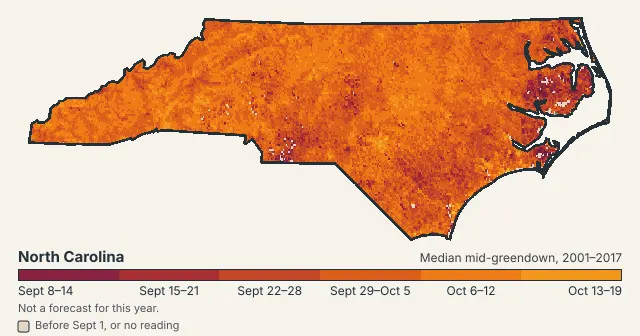 North Carolina
Median mid-greendown, 2001–2017
Sept 8–14 Sept 15–21 Sept 22–28 Sept 29–Oct 5 Oct 6–12 Oct 13–19
Not a forecast for this year.
Before Sept 1, or no reading